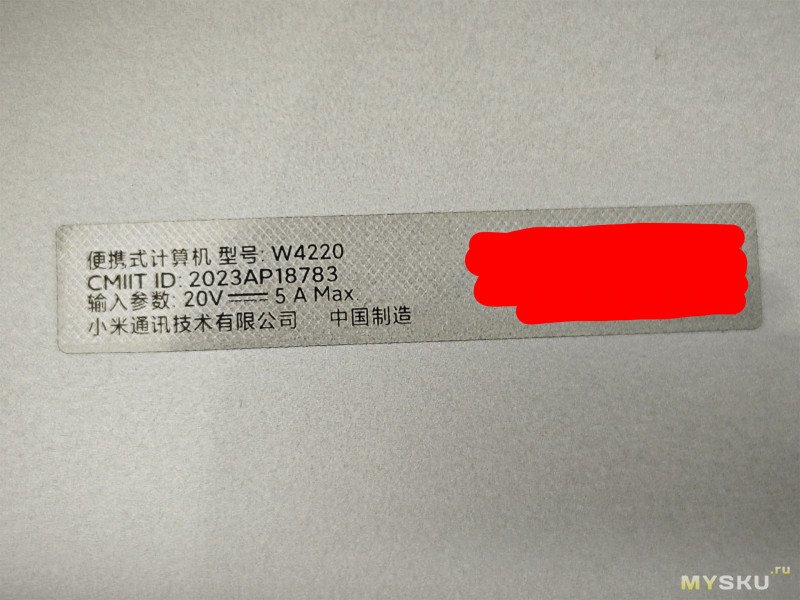 便携式计算机 型号: W4220
CMIIT ID: 2023AP18783
输入参数: 20V⎓5 A Max
小米通讯技术有限公司 中国制造
MYSKU.ru